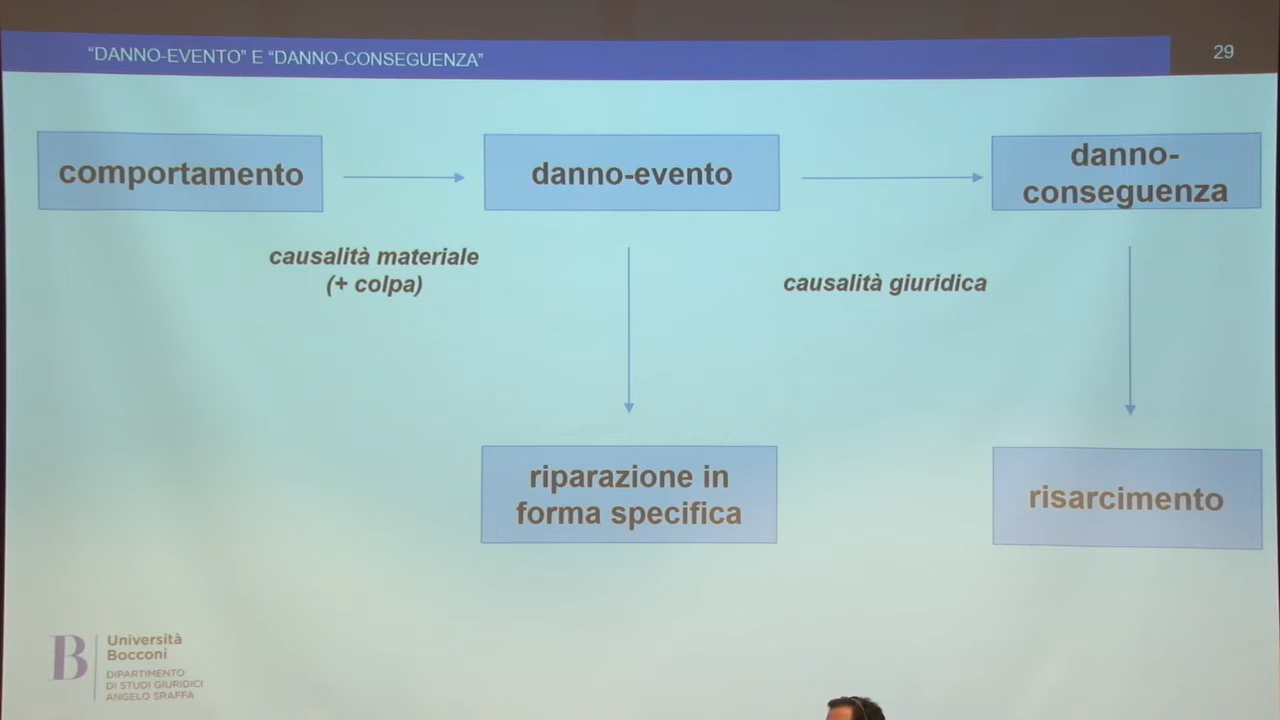 “DANNO-EVENTO” E “DANNO-CONSEGUENZA”
29
comportamento
danno-evento
danno-
conseguenza
causalità materiale
(+ colpa)
causalità giuridica
riparazione in
forma specifica
risarcimento
B
Università
Bocconi
DIPARTIMENTO
DI STUDI GIURIDICI
ANGELO SRAFFA